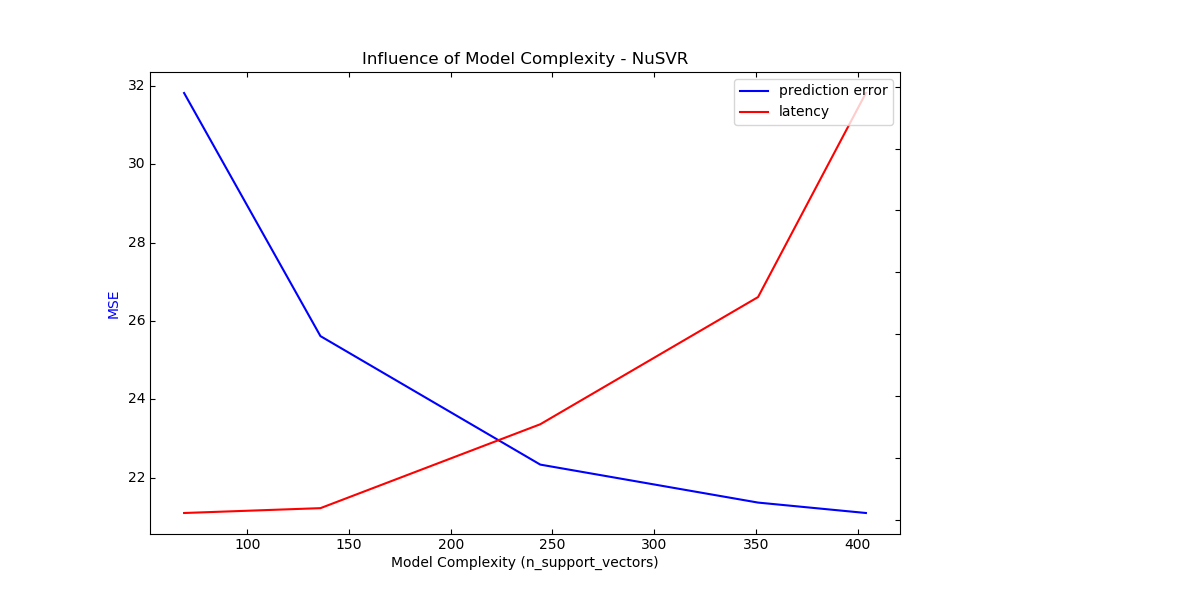 Influence of Model Complexity - NuSVR
32
30
28
26
24
22
MSE
prediction error
latency
100 150 200 250 300 350 400
Model Complexity (n_support_vectors)